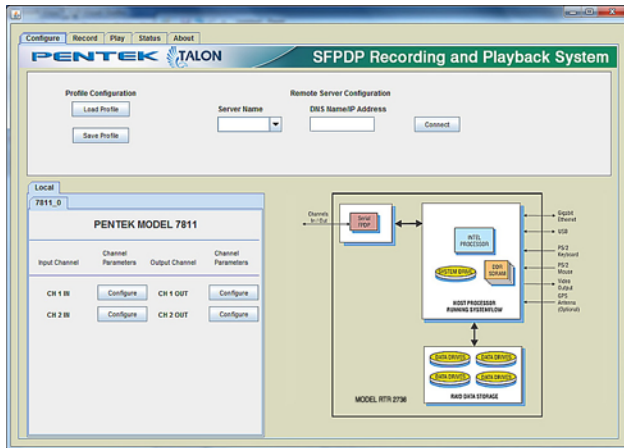 Configure Record Play Status About
PENTEK TALON SFPDP Recording and Playback System
Profile Configuration Remote Server Configuration
Load Profile Server Name DNS Name/IP Address
Connect
Save Profile
Local
7811_0
PENTEK MODEL 7811
Input Channel Channel Parameters Output Channel Channel Parameters
CH 1 IN Configure CH 1 OUT Configure
CH 2 IN Configure CH 2 OUT Configure
Channels
In / Out
Serial
FPDP
INTEL
PROCESSOR
SYSTEM DRIVE
DDR
SDRAM
HOST PROCESSOR
RUNNING SYSTEMFLOW
Gigabit
Ethernet
USB
PS/2
Keyboard
PS/2
Mouse
Video
Output
GPS
Antenna
(Optional)
DATA DRIVES DATA DRIVES
DATA DRIVES DATA DRIVES
RAID DATA STORAGE
MODEL RTR 2736